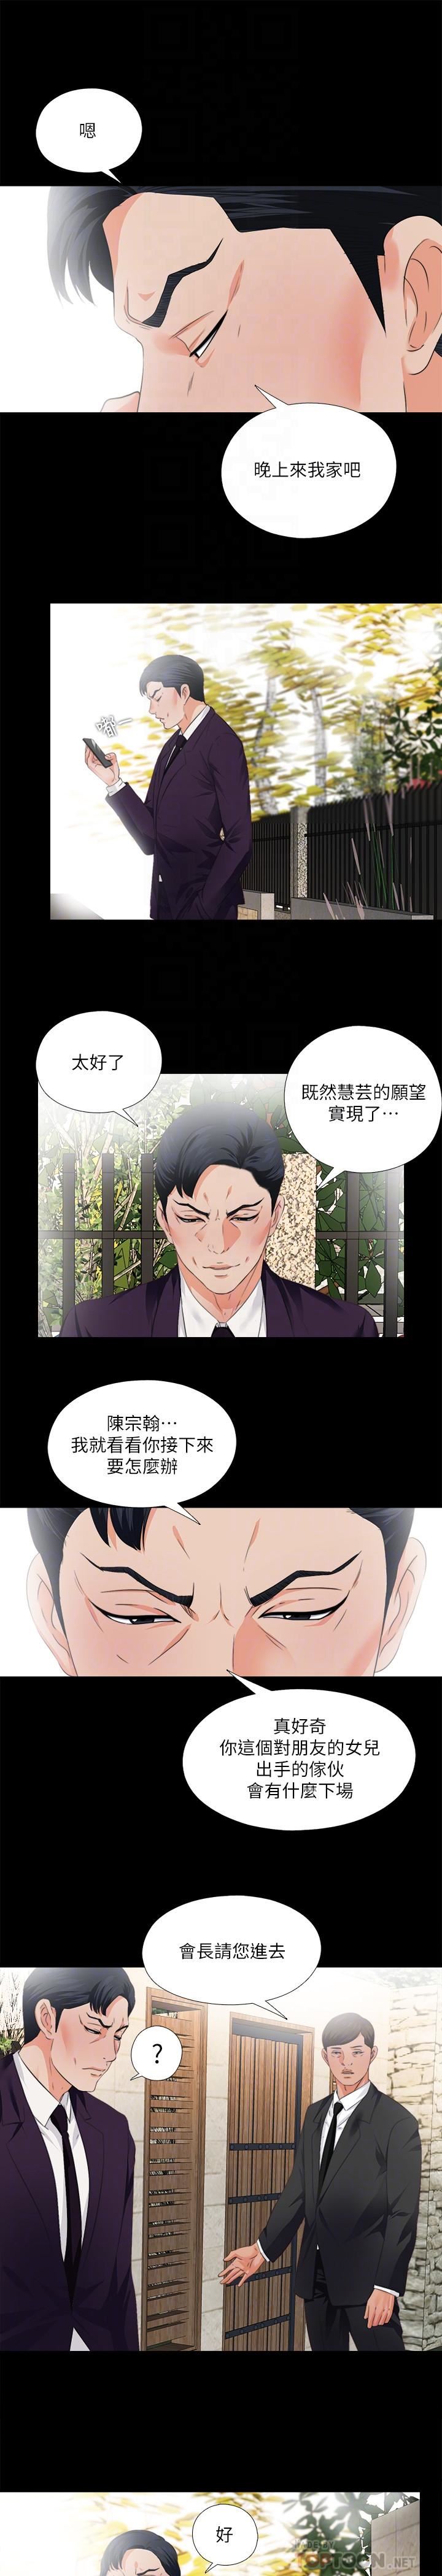 嗯
晚上來我家吧
嘟—
太好了
既然慧芸的願望
實現了⋯
陳宗翰⋯
我就看看你接下來
要怎麼辦
真好奇
你這個對朋友的女兒
出手的傢伙
會有什麼下場
會長請您進去
?
好